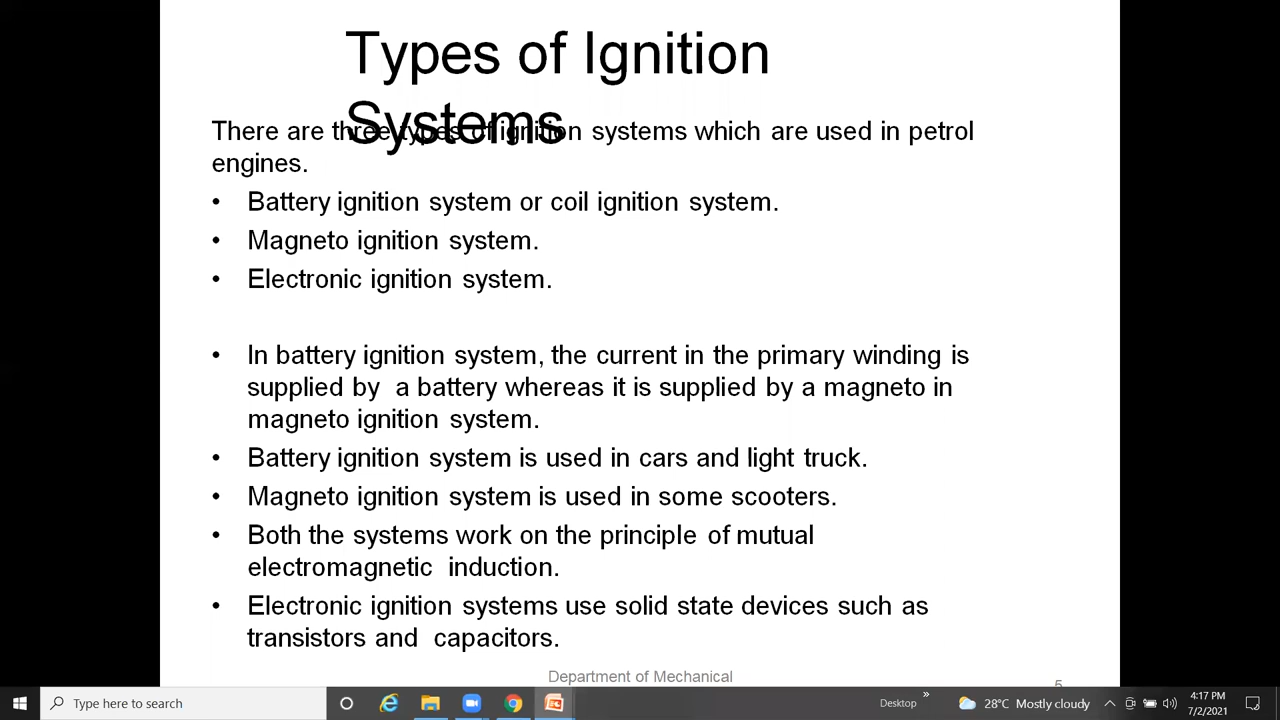 Types of Ignition
Systems
There are three types of ignition systems which are used in petrol
engines.
• Battery ignition system or coil ignition system.
• Magneto ignition system.
• Electronic ignition system.
• In battery ignition system, the current in the primary winding is
supplied by a battery whereas it is supplied by a magneto in
magneto ignition system.
• Battery ignition system is used in cars and light truck.
• Magneto ignition system is used in some scooters.
• Both the systems work on the principle of mutual
electromagnetic induction.
• Electronic ignition systems use solid state devices such as
transistors and capacitors.
Department of Mechanical
5
Type here to search
Desktop
28°C Mostly cloudy
4:17 PM
7/2/2021